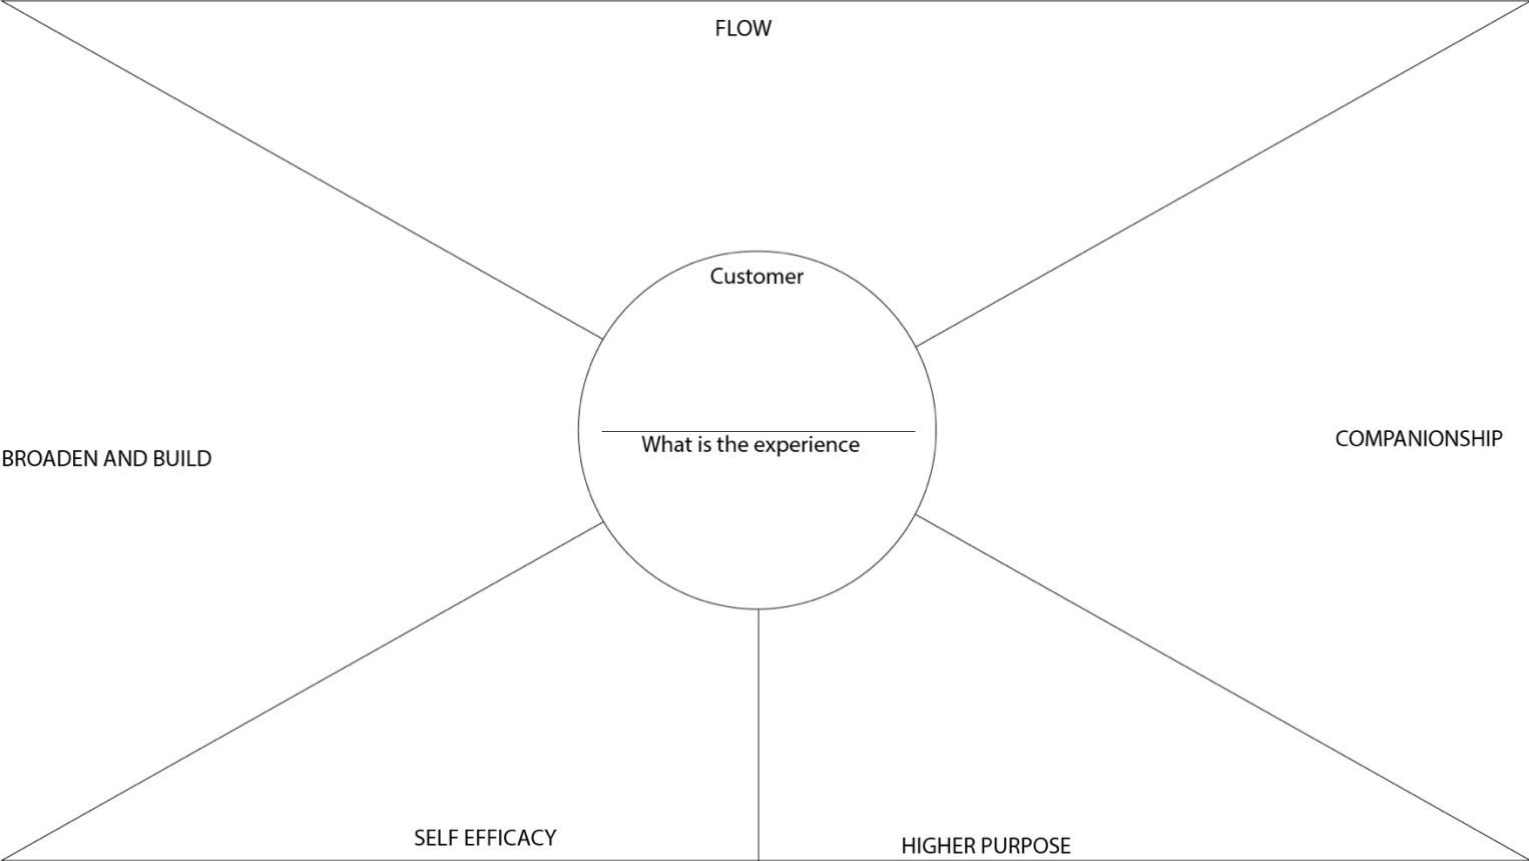 FLOW
Customer
What is the experience
BROADEN AND BUILD
COMPANIONSHIP
SELF EFFICACY
HIGHER PURPOSE